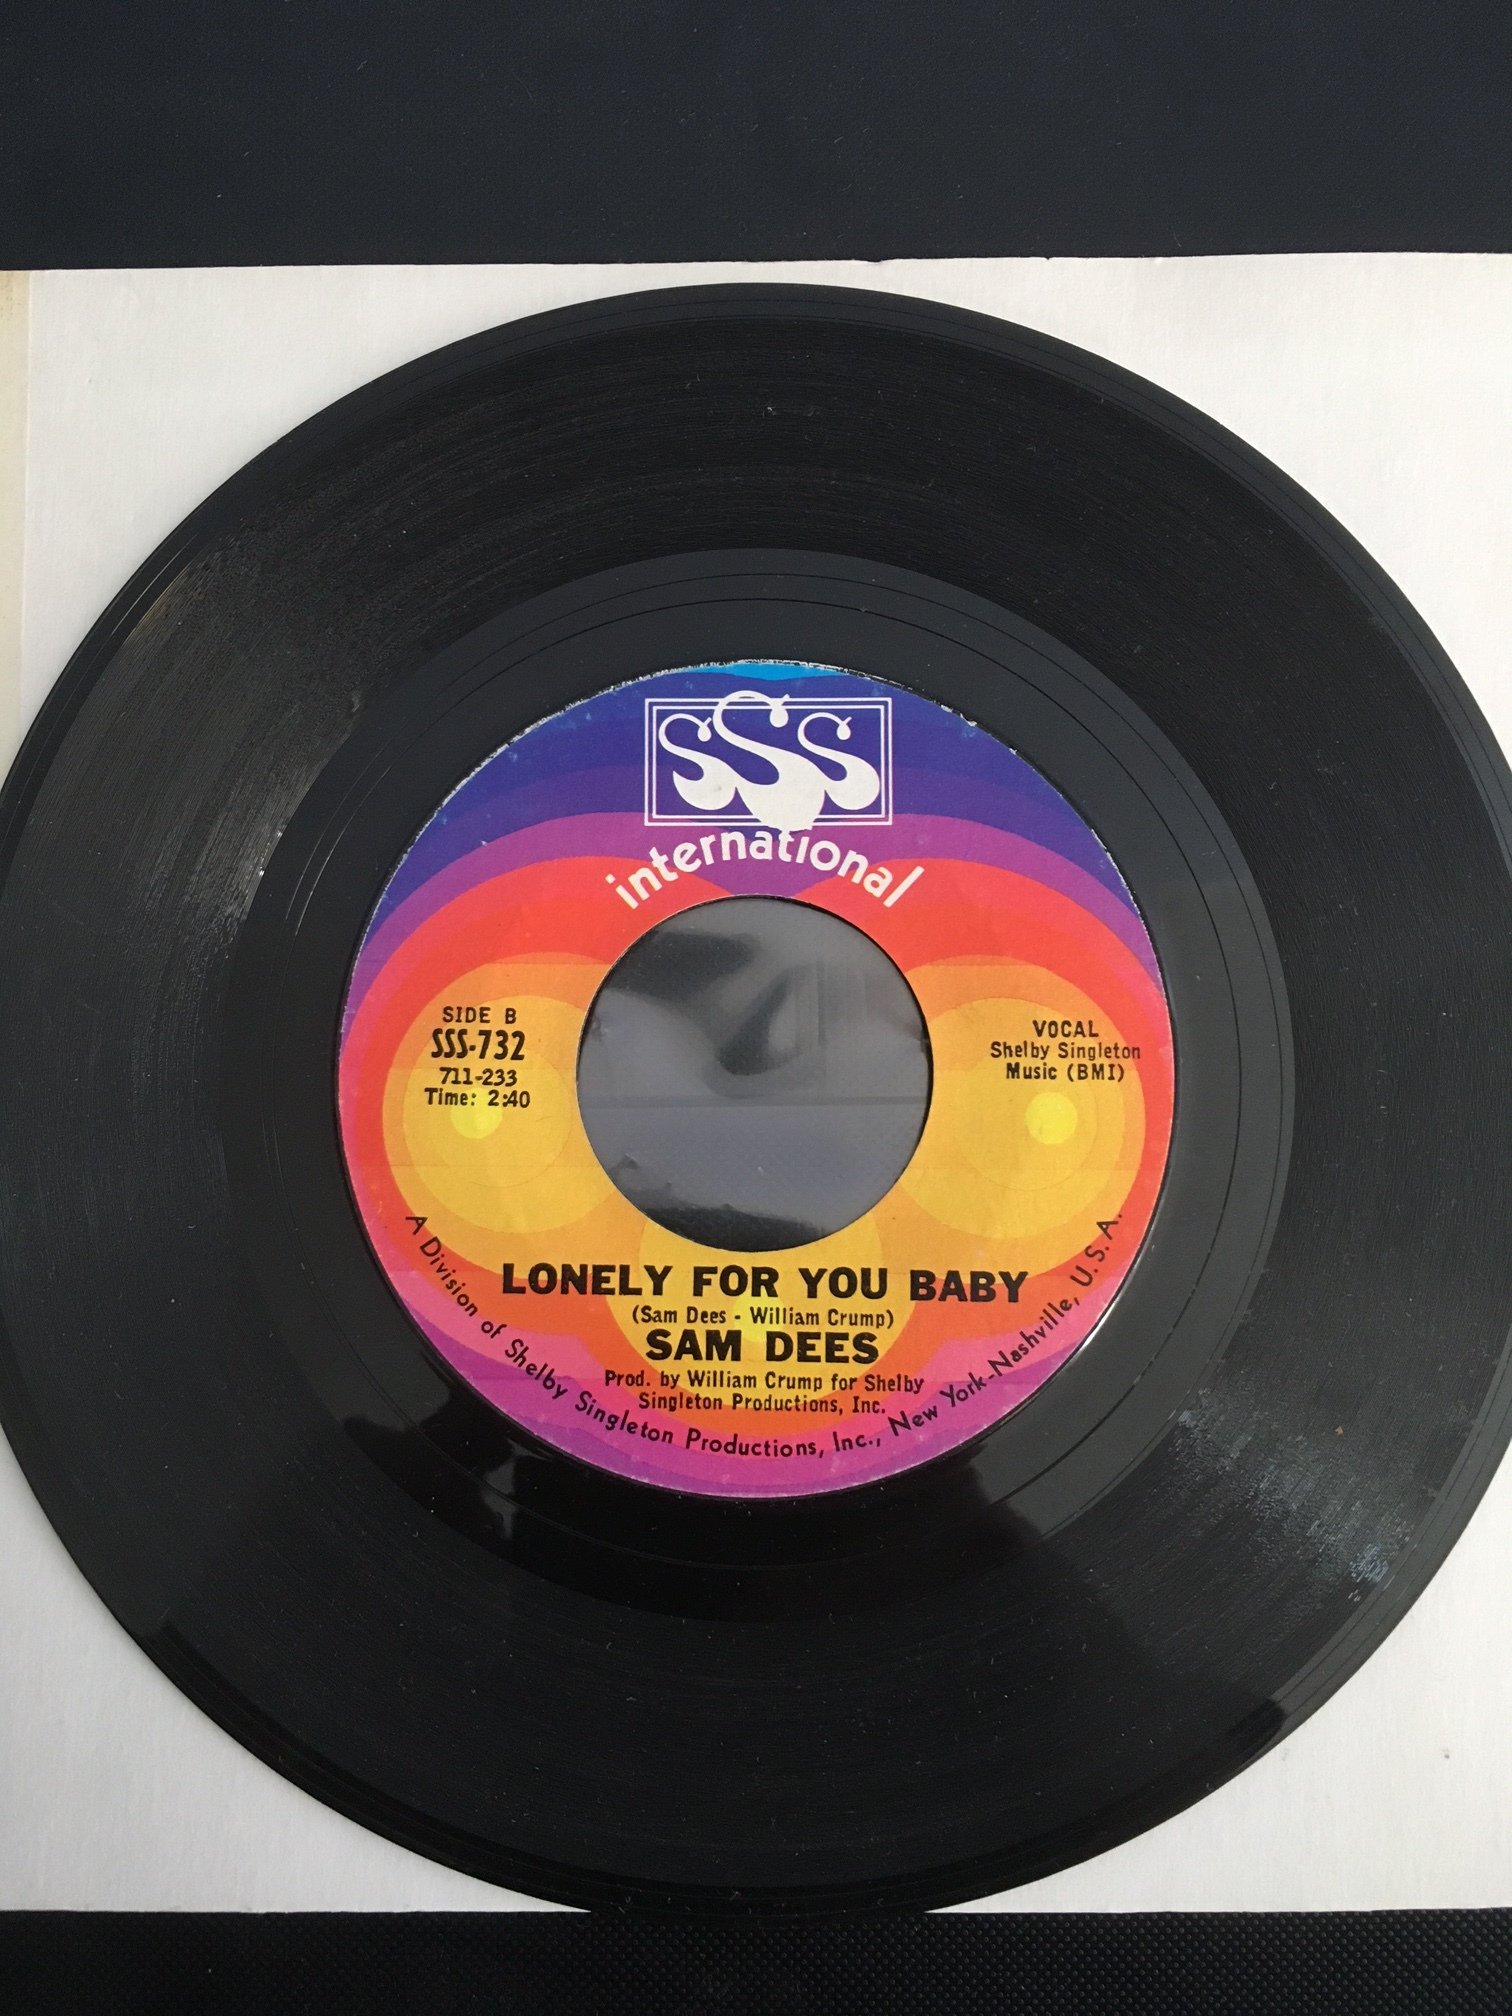 SSS
international
SIDE B
SSS-732
711-233
Time: 2:40
VOCAL
Shelby Singleton
Music (BMI)
LONELY FOR YOU BABY
(Sam Dees - William Crump)
SAM DEES
Prod. by William Crump for Shelby
Singleton Productions, Inc.
A Division of Shelby Singleton Productions, Inc., New York-Nashville, U.S.A.